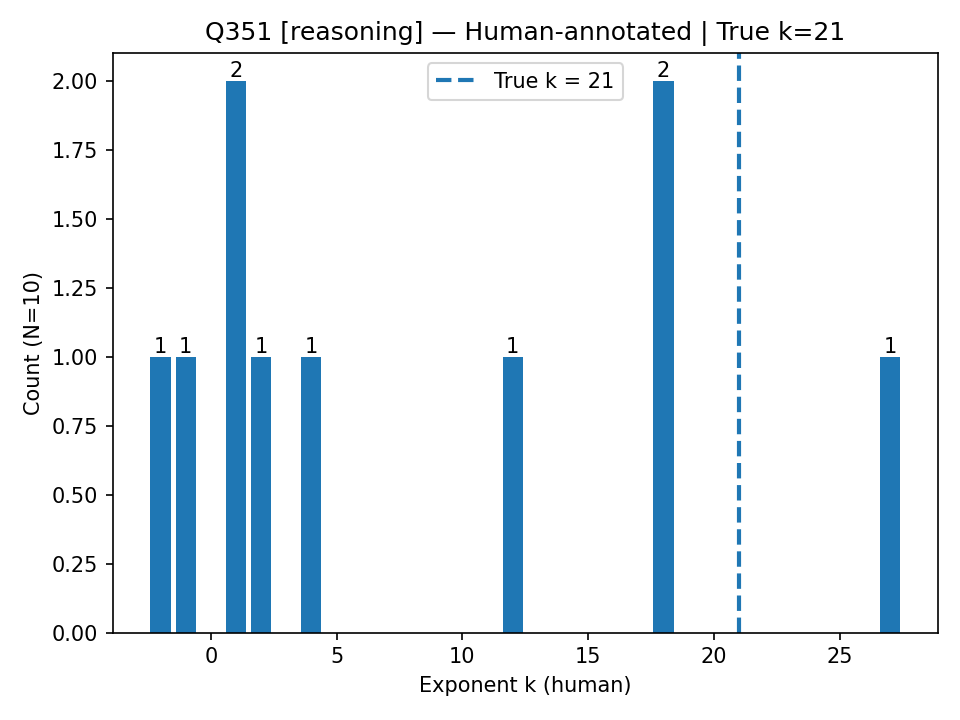 Q351 [reasoning] — Human-annotated | True k=21
True k = 21
2 2
1 1 1 1 1 1
2.00
1.75
1.50
1.25
1.00
0.75
0.50
0.25
0.00
Count (N=10)
0 5 10 15 20 25
Exponent k (human)